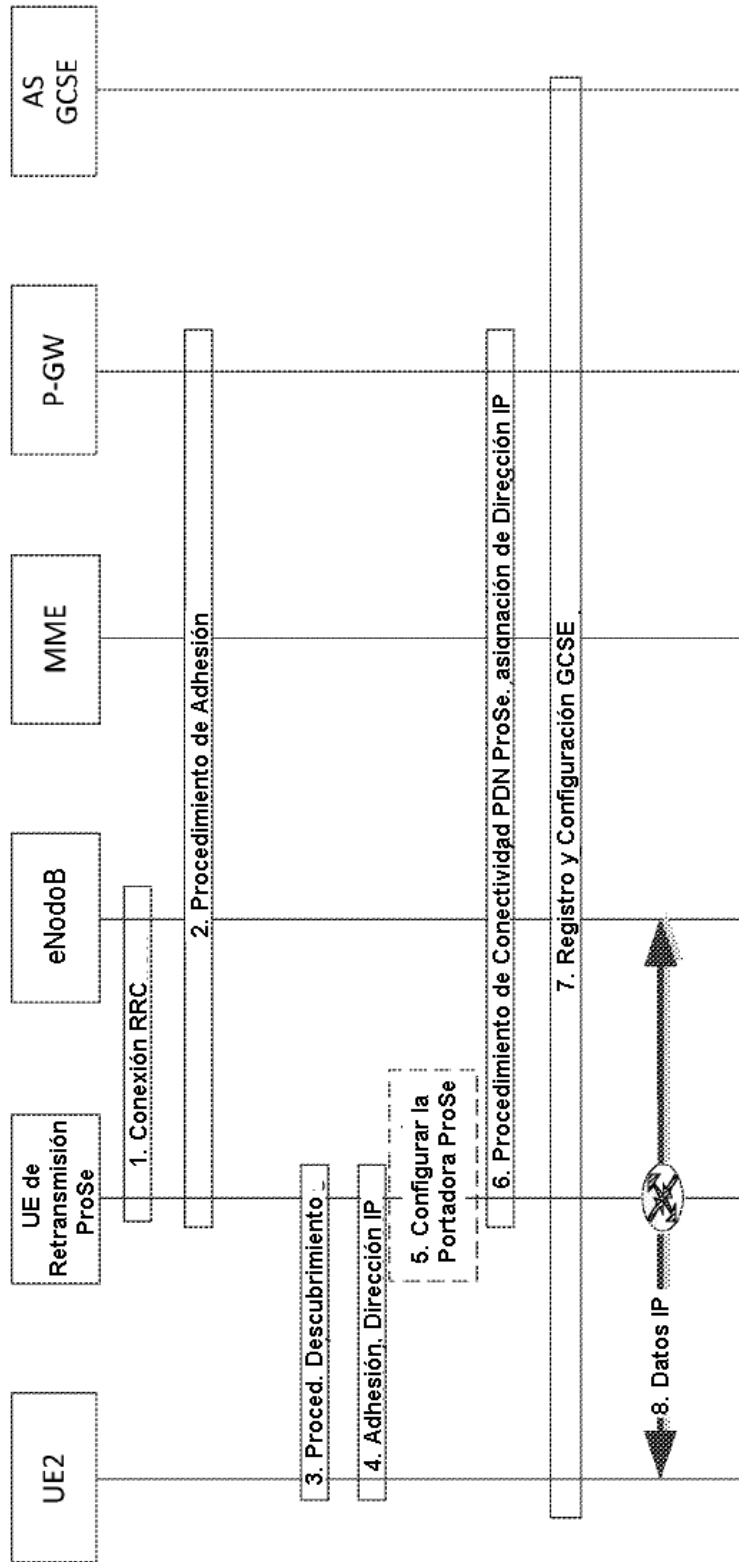 UE2
UE de
Retransmisión
ProSe
eNodoB
MME
P-GW
AS
GCSE
1. Conexión RRC
2. Procedimiento de Adhesión
3. Proced. Descubrimiento
4. Adhesión, Dirección IP
5. Configurar la
Portadora ProSe
6. Procedimiento de Conectividad PDN ProSe, asignación de Dirección IP
7. Registro y Configuración GCSE
8. Datos IP